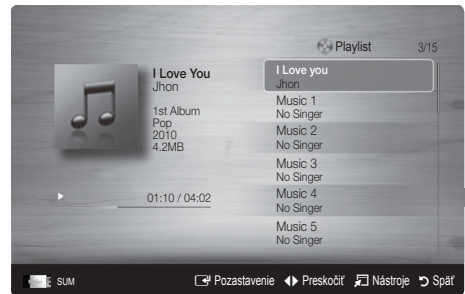 Playlist 3/15
I Love You
Jhon
1st Album
Pop
2010
4.2MB
01:10 / 04:02
I Love you
Jhon
Music 1
No Singer
Music 2
No Singer
Music 3
No Singer
Music 4
No Singer
Music 5
No Singer
SUM Pozastavenie Preskočiť Nástroje Späť